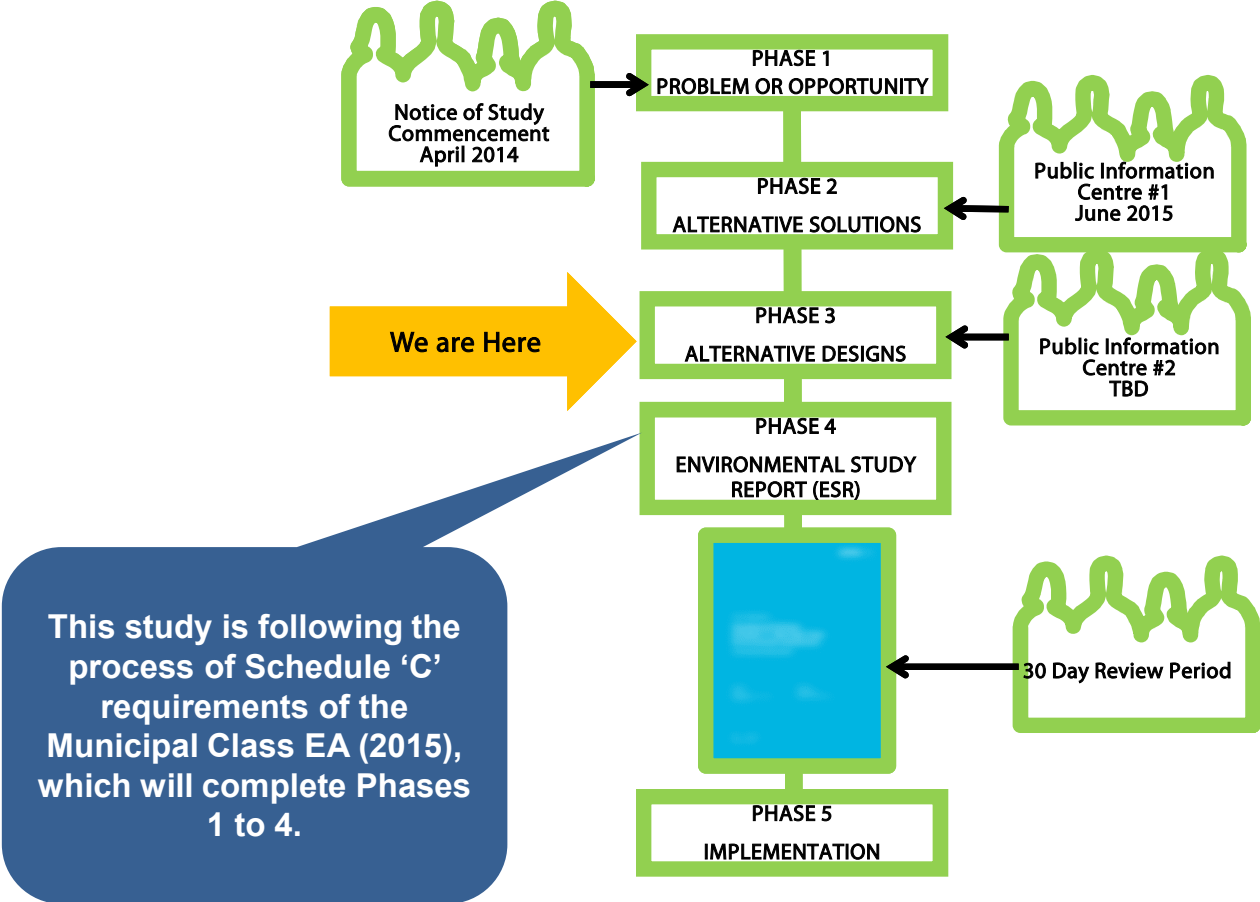 Notice of Study
Commencement
April 2014
PHASE 1
PROBLEM OR OPPORTUNITY
PHASE 2
ALTERNATIVE SOLUTIONS
Public Information
Centre #1
June 2015
We are Here
PHASE 3
ALTERNATIVE DESIGNS
Public Information
Centre #2
TBD
PHASE 4
ENVIRONMENTAL STUDY
REPORT (ESR)
This study is following the
process of Schedule ‘C’
requirements of the
Municipal Class EA (2015),
which will complete Phases
1 to 4.
30 Day Review Period
PHASE 5
IMPLEMENTATION